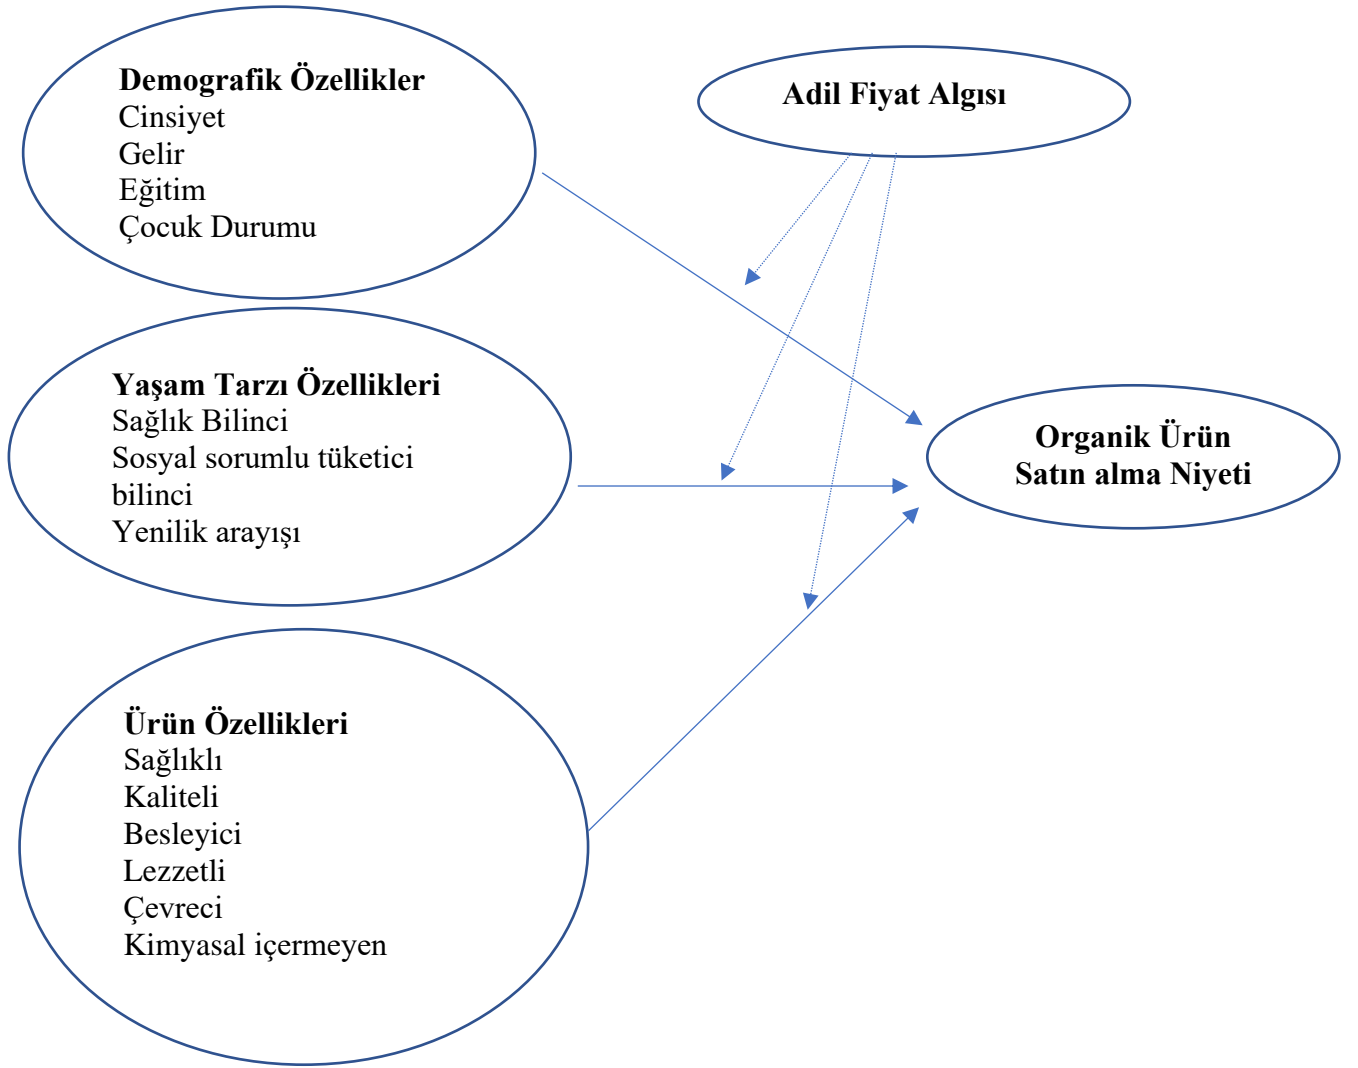 Demografik Özellikler
Cinsiyet
Gelir
Eğitim
Çocuk Durumu
Adil Fiyat Algısı
Yaşam Tarzı Özellikleri
Sağlık Bilinci
Sosyal sorumlu tüketici
bilinci
Yenilik arayışı
Organik Ürün
Satın alma Niyeti
Ürün Özellikleri
Sağlıklı
Kaliteli
Besleyici
Lezzetli
Çevreci
Kimyasal içermeyen